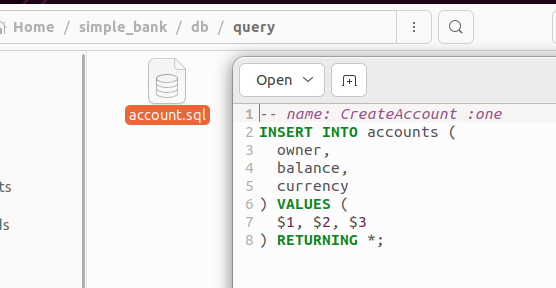 Home / simple_bank / db / query
account.sql
Open
1 -- name: CreateAccount :one
2 INSERT INTO accounts (
3   owner,
4   balance,
5   currency
6 ) VALUES (
7   $1, $2, $3
8 ) RETURNING *;
ts
ds